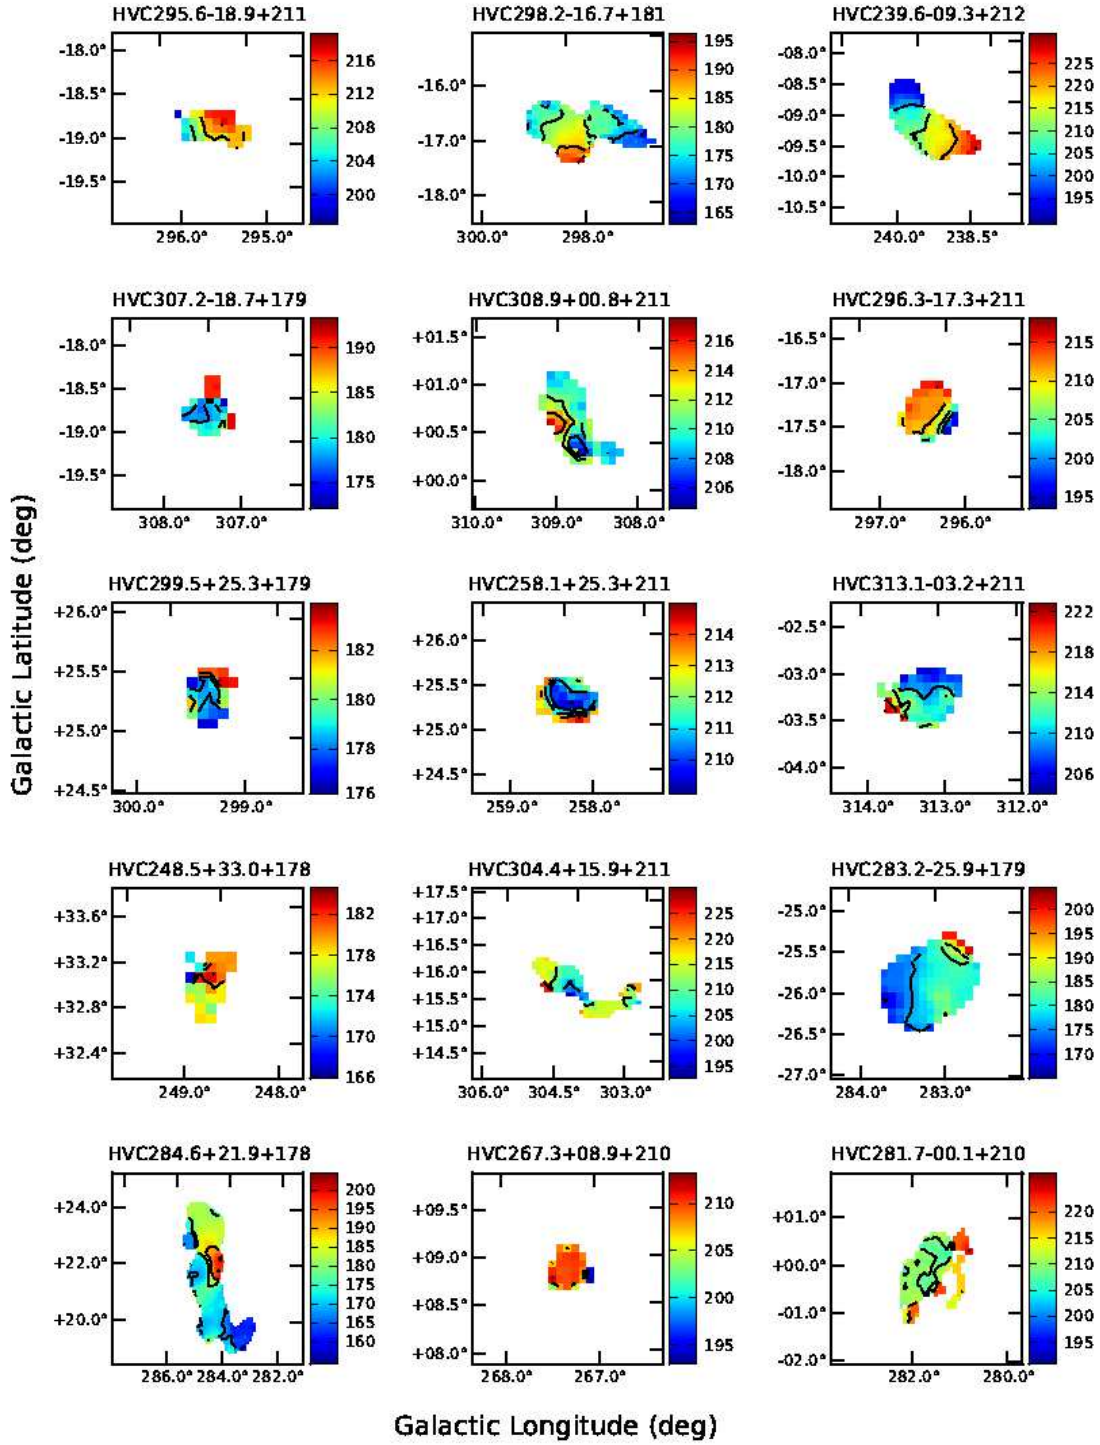 HVC295.6-18.9+211 HVC298.2-16.7+181 HVC239.6-09.3+212
-18.0° 216 -16.0° 195 -08.0° 225
-18.5° 212 -17.0° 190 -08.5° 220
-19.0° 208 -18.0° 185 -09.0° 215
-19.5° 204 180 -09.5° 210
200 175 -10.0° 205
170 -10.5° 200
165 195
296.0° 295.0° 300.0° 298.0° 240.0° 238.5°
HVC307.2-18.7+179 HVC308.9+00.8+211 HVC296.3-17.3+211
-18.0° 190 +01.5° 216 -16.5° 215
-18.5° 185 +01.0° 214 -17.0° 210
-19.0° 180 +00.5° 212 -17.5° 205
-19.5° 175 +00.0° 210 -18.0° 200
208 195
206
308.0° 307.0° 310.0° 309.0° 308.0° 297.0° 296.0°
HVC299.5+25.3+179 HVC258.1+25.3+211 HVC313.1-03.2+211
+26.0° 182 +26.0° 214 -02.5° 222
+25.5° 180 +25.5° 213 -03.0° 220
+25.0° 178 +25.0° 212 -03.5° 218
+24.5° 176 +24.5° 211 -04.0° 216
210 214
212
210
208
206
300.0° 299.0° 259.0° 258.0° 314.0° 313.0° 312.0°
HVC248.5+33.0+178 HVC304.4+15.9+211 HVC283.2-25.9+179
+33.6° 182 +17.5° 225 -25.0° 200
+33.2° 180 +17.0° 220 -25.5° 195
+32.8° 178 +16.5° 215 -26.0° 190
+32.4° 176 +16.0° 210 -26.5° 185
174 +15.5° 205 -27.0° 180
172 +15.0° 200 175
170 +14.5° 195 170
168
166
249.0° 248.0° 306.0° 304.5° 303.0° 284.0° 283.0°
HVC284.6+21.9+178 HVC267.3+08.9+210 HVC281.7-00.1+210
+24.0° 200 +09.5° 210 +01.0° 220
+22.0° 195 +09.0° 205 +00.0° 215
+20.0° 190 +08.5° 200 -01.0° 210
185 +08.0° 195 -02.0° 205
180 200
175 195
170
165
160
286.0° 284.0° 282.0° 268.0° 267.0° 282.0° 280.0°
Galactic Latitude (deg)
Galactic Longitude (deg)